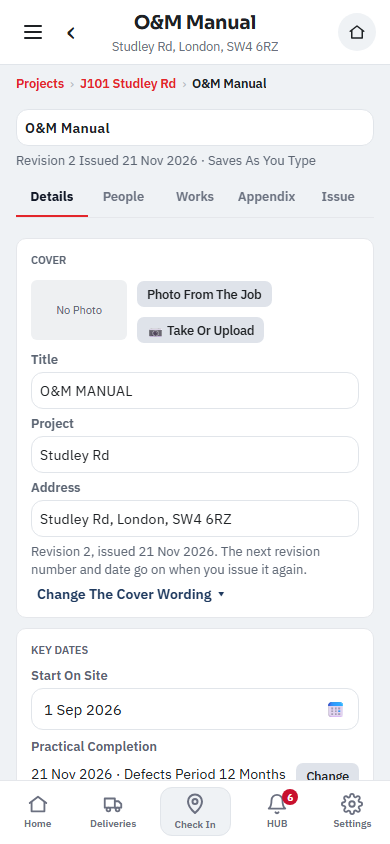 O&M Manual
Studley Rd, London, SW4 6RZ
Projects › J101 Studley Rd › O&M Manual
O&M Manual
Revision 2 Issued 21 Nov 2026 · Saves As You Type
Details People Works Appendix Issue
COVER
No Photo
Photo From The Job
Take Or Upload
Title
O&M MANUAL
Project
Studley Rd
Address
Studley Rd, London, SW4 6RZ
Revision 2, issued 21 Nov 2026. The next revision
number and date go on when you issue it again.
Change The Cover Wording
KEY DATES
Start On Site
1 Sep 2026
Practical Completion
21 Nov 2026 · Defects Period 12 Months
Change
6
Home Deliveries Check In HUB Settings